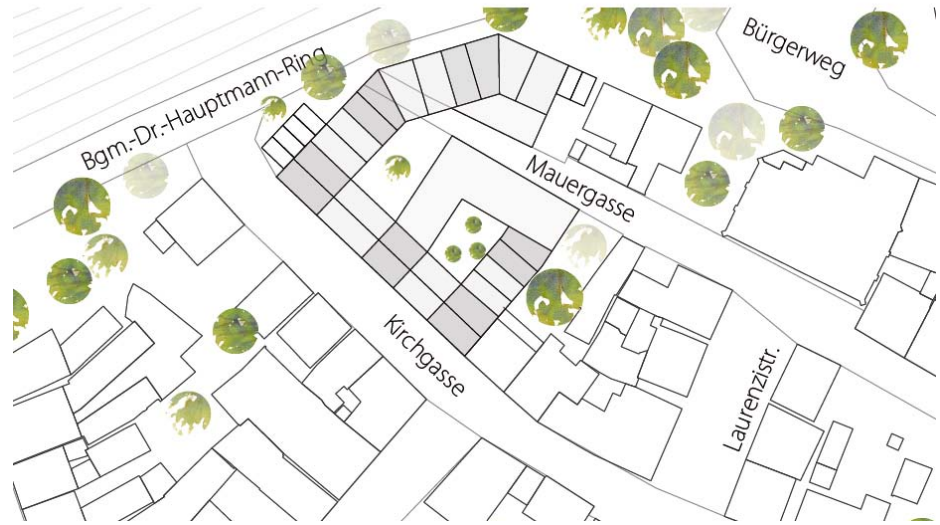 Bürgerweg
Bgm.-Dr.-Hauptmann-Ring
Mauergasse
Kirchgasse
Laurenzistr.